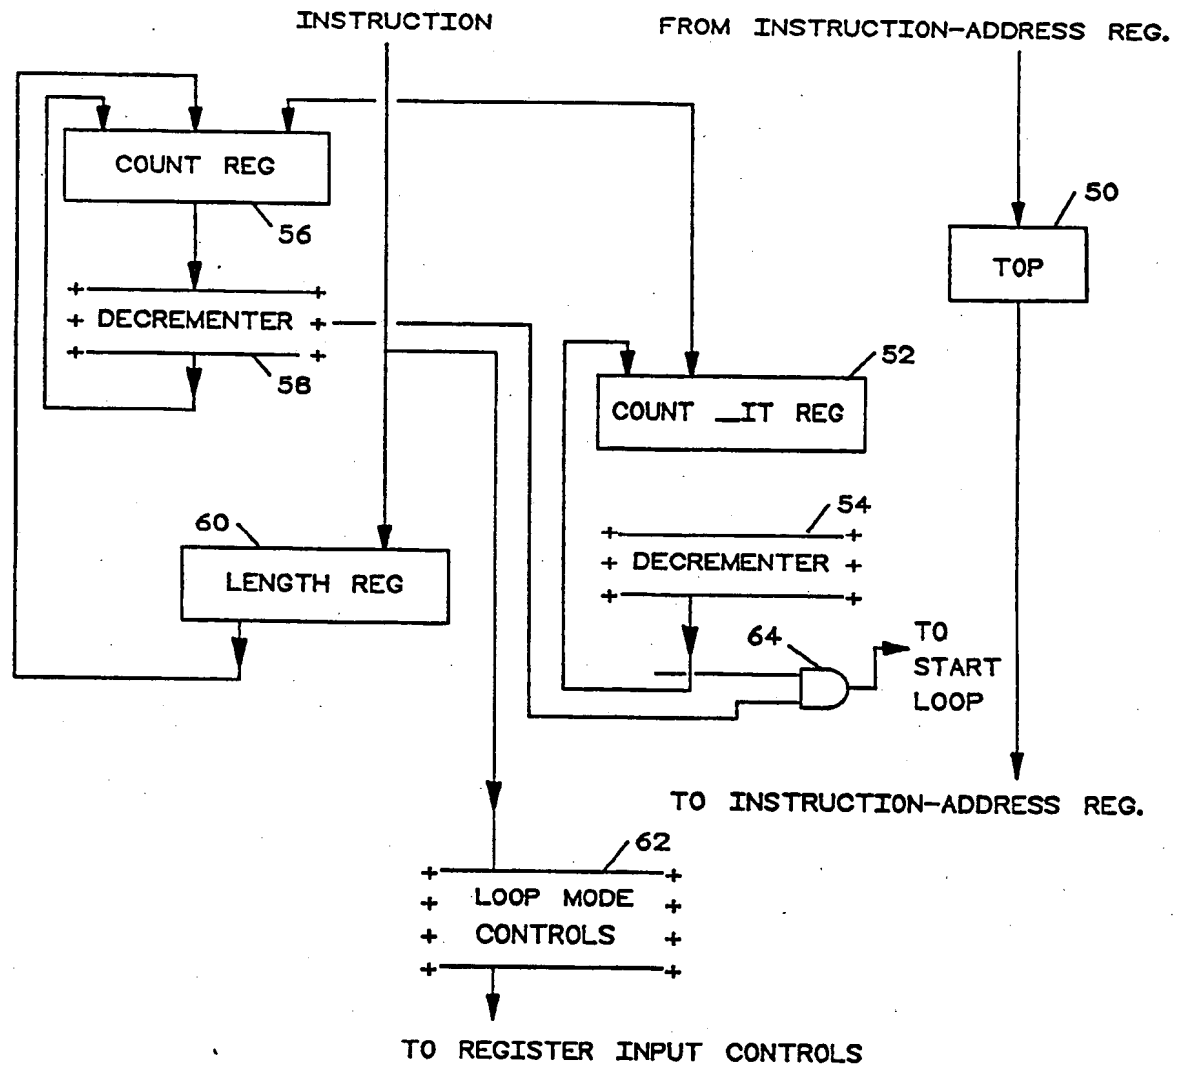 INSTRUCTION
FROM INSTRUCTION-ADDRESS REG.
COUNT REG
56
50
TOP
DECREMENTER
58
52
COUNT _IT REG
54
DECREMENTER
60
LENGTH REG
64
TO
START
LOOP
TO INSTRUCTION-ADDRESS REG.
62
LOOP MODE
CONTROLS
TO REGISTER INPUT CONTROLS